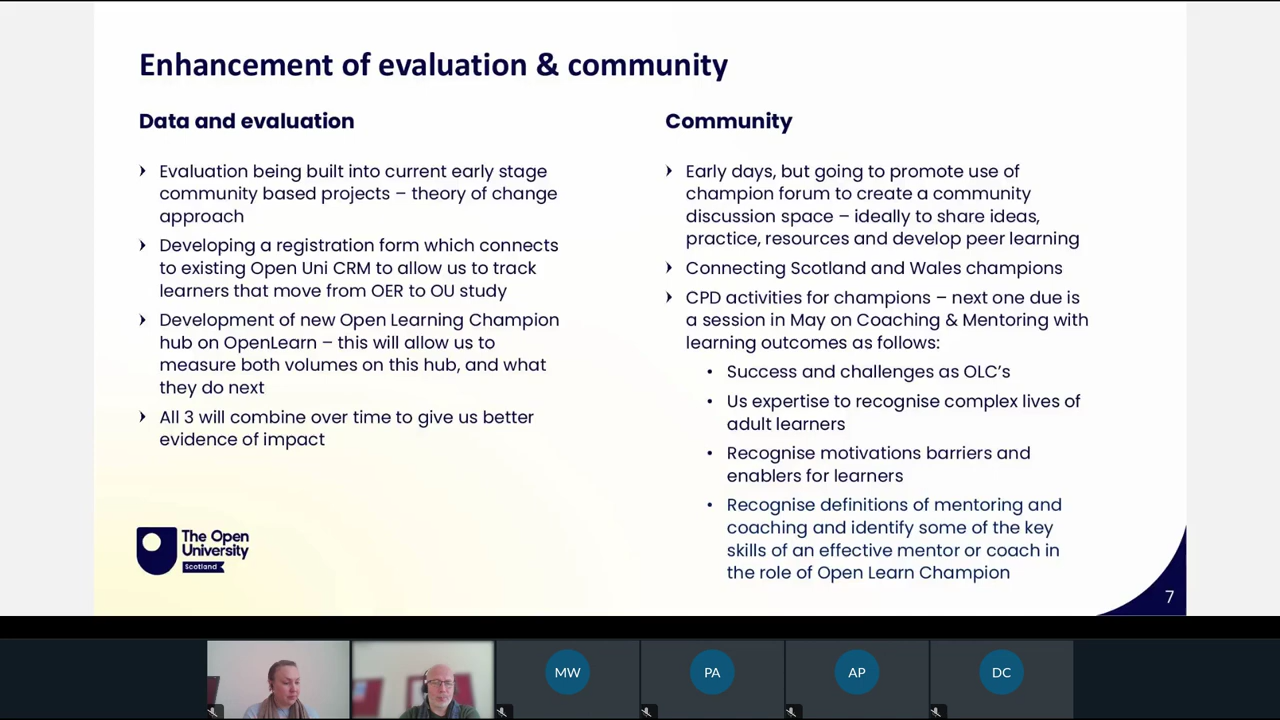 Enhancement of evaluation & community
Data and evaluation
Evaluation being built into current early stage
community based projects – theory of change
approach
Developing a registration form which connects
to existing Open Uni CRM to allow us to track
learners that move from OER to OU study
Development of new Open Learning Champion
hub on OpenLearn – this will allow us to
measure both volumes on this hub, and what
they do next
All 3 will combine over time to give us better
evidence of impact
Community
Early days, but going to promote use of
champion forum to create a community
discussion space – ideally to share ideas,
practice, resources and develop peer learning
Connecting Scotland and Wales champions
CPD activities for champions – next one due is
a session in May on Coaching & Mentoring with
learning outcomes as follows:
• Success and challenges as OLC's
• Us expertise to recognise complex lives of
adult learners
• Recognise motivations barriers and
enablers for learners
• Recognise definitions of mentoring and
coaching and identify some of the key
skills of an effective mentor or coach in
the role of Open Learn Champion
The Open
University
Scotland
7
MW
PA
AP
DC